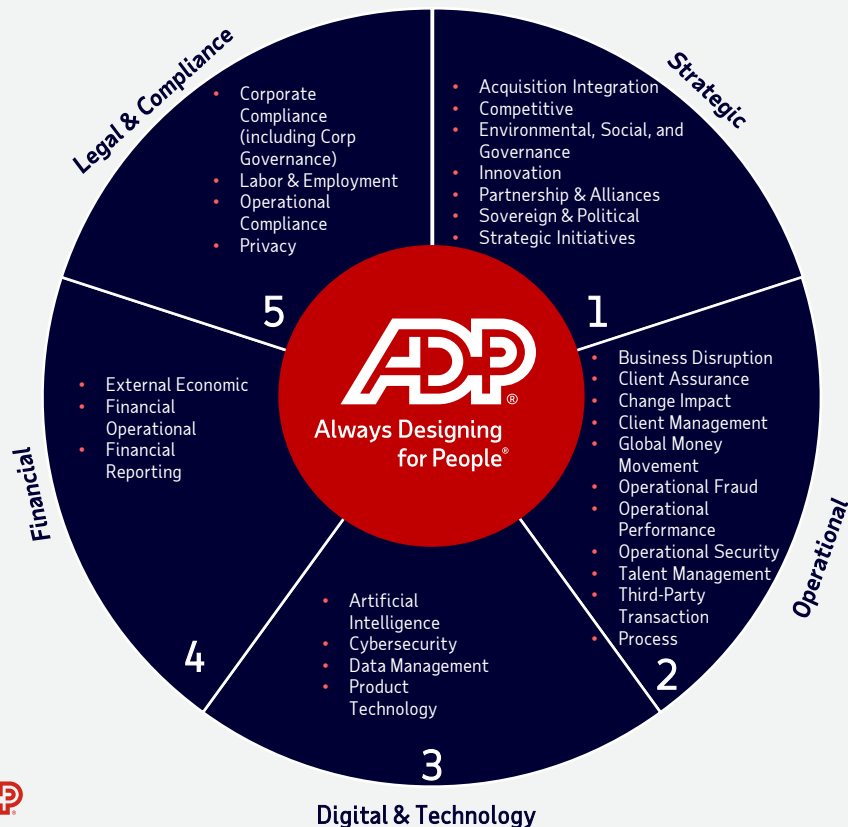 Strategic
• Acquisition Integration
• Competitive
• Environmental, Social, and
Governance
• Innovation
• Partnership & Alliances
• Sovereign & Political
• Strategic Initiatives
1
Operational
• Business Disruption
• Client Assurance
• Change Impact
• Client Management
• Global Money
Movement
• Operational Fraud
• Operational
Performance
• Operational Security
• Talent Management
• Third-Party
Transaction
• Process
2
Digital & Technology
• Artificial
Intelligence
• Cybersecurity
• Data Management
• Product
Technology
3
Financial
• External Economic
• Financial
Operational
• Financial
Reporting
4
Legal & Compliance
• Corporate
Compliance
(including Corp
Governance)
• Labor & Employment
• Operational
Compliance
• Privacy
5
ADP®
Always Designing
for People®